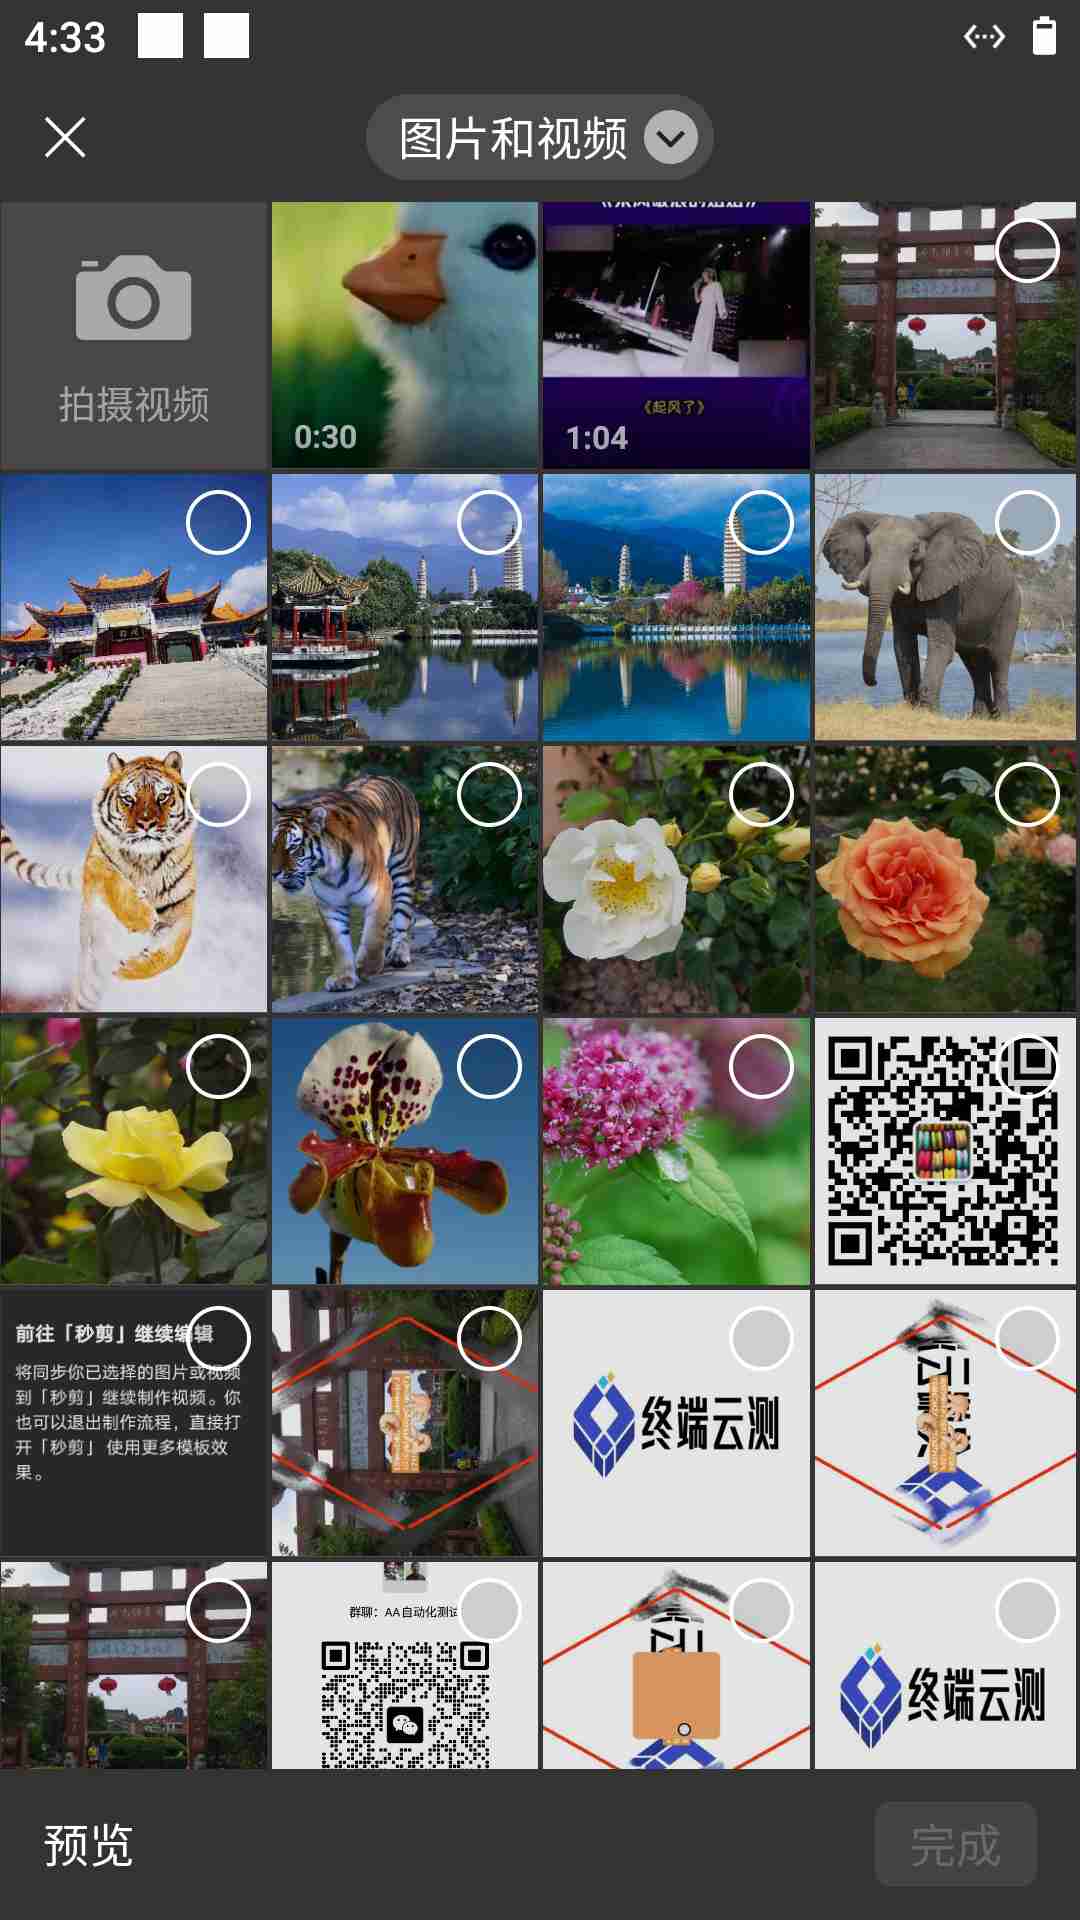 4:33
图片和视频
拍摄视频
0:30
《起风了》
1:04
前往「秒剪」继续编辑
将同步你已选择的图片或视频
到「秒剪」继续制作视频。你
也可以退出制作流程，直接打
开「秒剪」使用更多模板效
果。
终端云测
群聊：AA自动化测试
终端云测
预览
完成